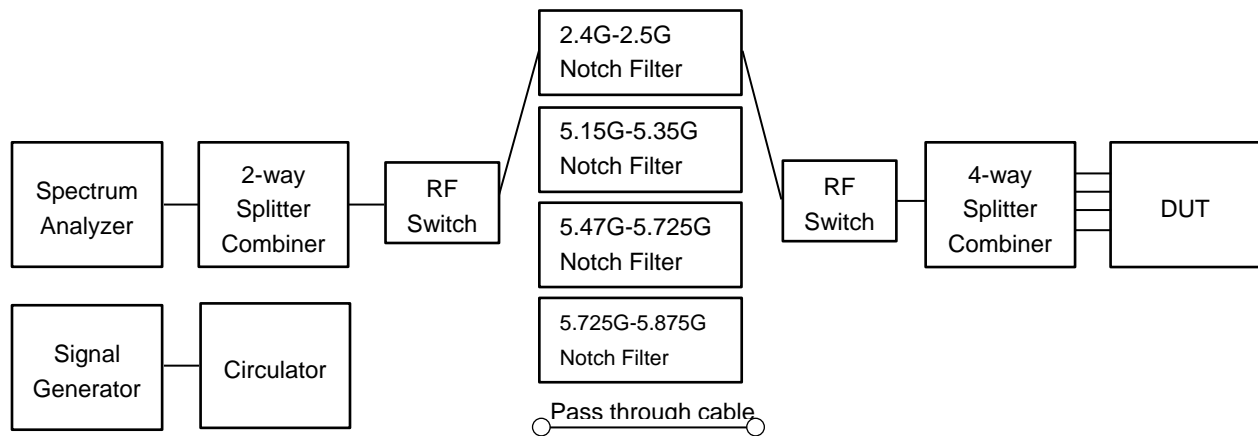 2.4G-2.5G
Notch Filter
5.15G-5.35G
Notch Filter
Spectrum
Analyzer
2-way
Splitter
Combiner
RF
Switch
RF
Switch
4-way
Splitter
Combiner
DUT
5.47G-5.725G
Notch Filter
5.725G-5.875G
Notch Filter
Signal
Generator
Circulator
Pass through cable